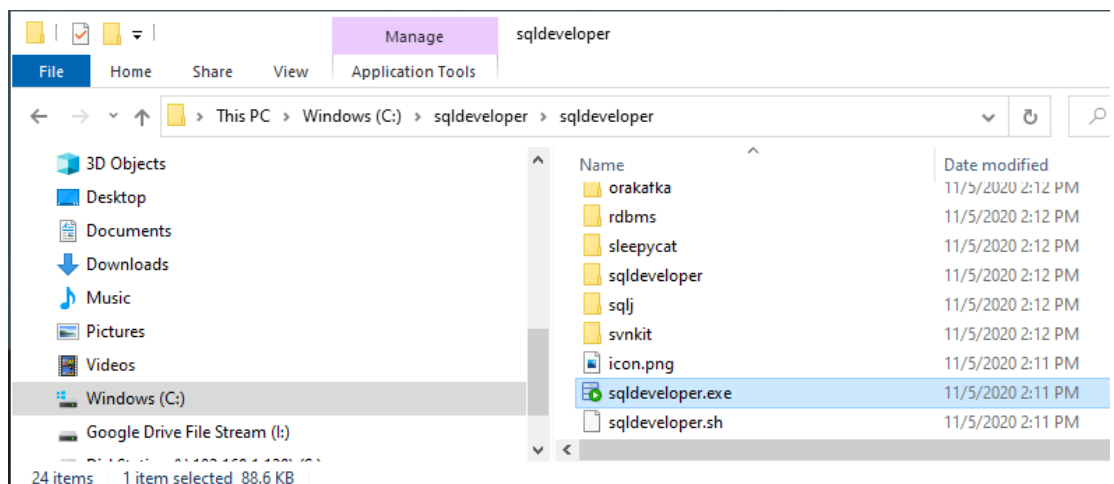 Manage sqldeveloper
File Home Share View Application Tools
This PC > Windows (C:) > sqldeveloper > sqldeveloper
3D Objects
Desktop
Documents
Downloads
Music
Pictures
Videos
Windows (C:)
Google Drive File Stream (I:)
Name Date modified
orakafka 11/5/2020 2:12 PM
rdbms 11/5/2020 2:12 PM
sleepycat 11/5/2020 2:12 PM
sqldeveloper 11/5/2020 2:12 PM
sqlj 11/5/2020 2:12 PM
svnkit 11/5/2020 2:12 PM
icon.png 11/5/2020 2:11 PM
sqldeveloper.exe 11/5/2020 2:11 PM
sqldeveloper.sh 11/5/2020 2:11 PM
24 items 1 item selected 88.6 KB